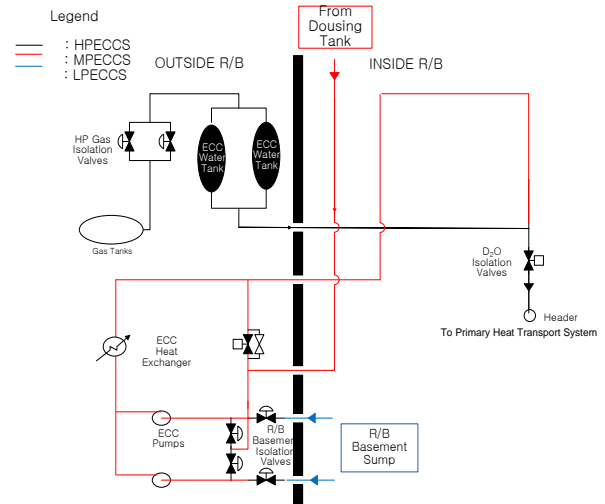 Legend
: HPECCS
: MPECCS
: LPECCS
From
Dousing
Tank
OUTSIDE R/B
INSIDE R/B
HP Gas
Isolation
Valves
ECC
Water
Tank
ECC
Water
Tank
Gas Tanks
D₂O
Isolation
Valves
Header
To Primary Heat Transport System
ECC
Heat
Exchanger
ECC
Pumps
R/B
Basemen
Isolation
Valves
R/B
Basement
Sump